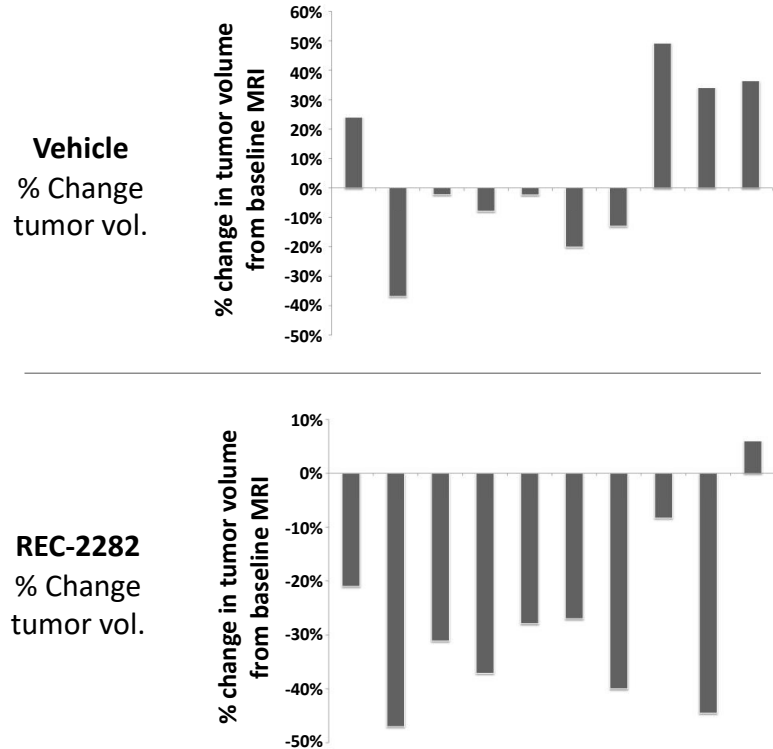 Vehicle
% Change
tumor vol.
% change in tumor volume
from baseline MRI
60%
50%
40%
30%
20%
10%
0%
-10%
-20%
-30%
-40%
-50%
REC-2282
% Change
tumor vol.
% change in tumor volume
from baseline MRI
10%
0%
-10%
-20%
-30%
-40%
-50%